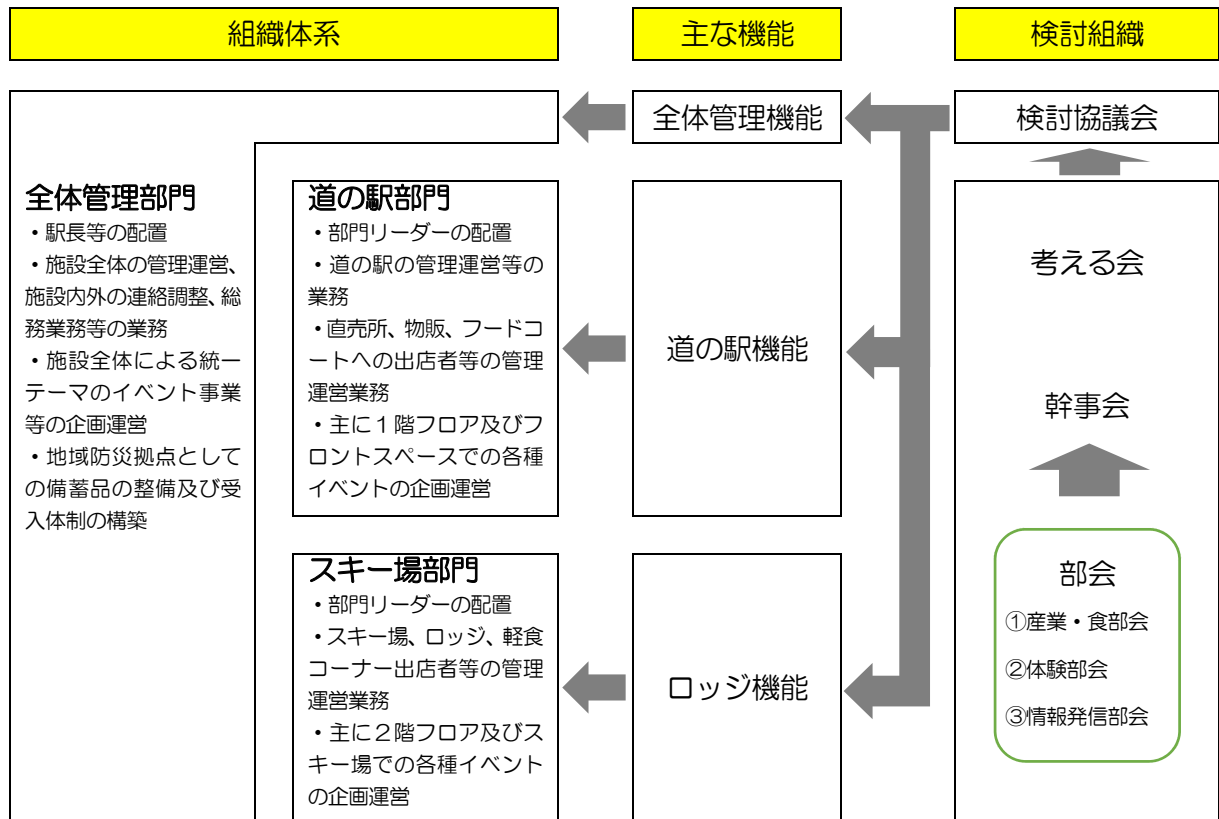 組織体系
主な機能
検討組織
全体管理部門
・駅長等の配置
・施設全体の管理運営、
施設内外の連絡調整、総
務業務等の業務
・施設全体による統一
テーマのイベント事業
等の企画運営
・地域防災拠点として
の備蓄品の整備及び受
入体制の構築
道の駅部門
・部門リーダーの配置
・道の駅の管理運営等の
業務
・直売所、物販、フードコ
ートへの出店者等の管理
運営業務
・主に１階フロア及びフ
ロントスペースでの各種
イベントの企画運営
スキー場部門
・部門リーダーの配置
・スキー場、ロッジ、軽食
コーナー出店者等の管理
運営業務
・主に２階フロア及びス
キー場での各種イベント
の企画運営
全体管理機能
道の駅機能
ロッジ機能
検討協議会
考える会
幹事会
部会
①産業・食部会
②体験部会
③情報発信部会